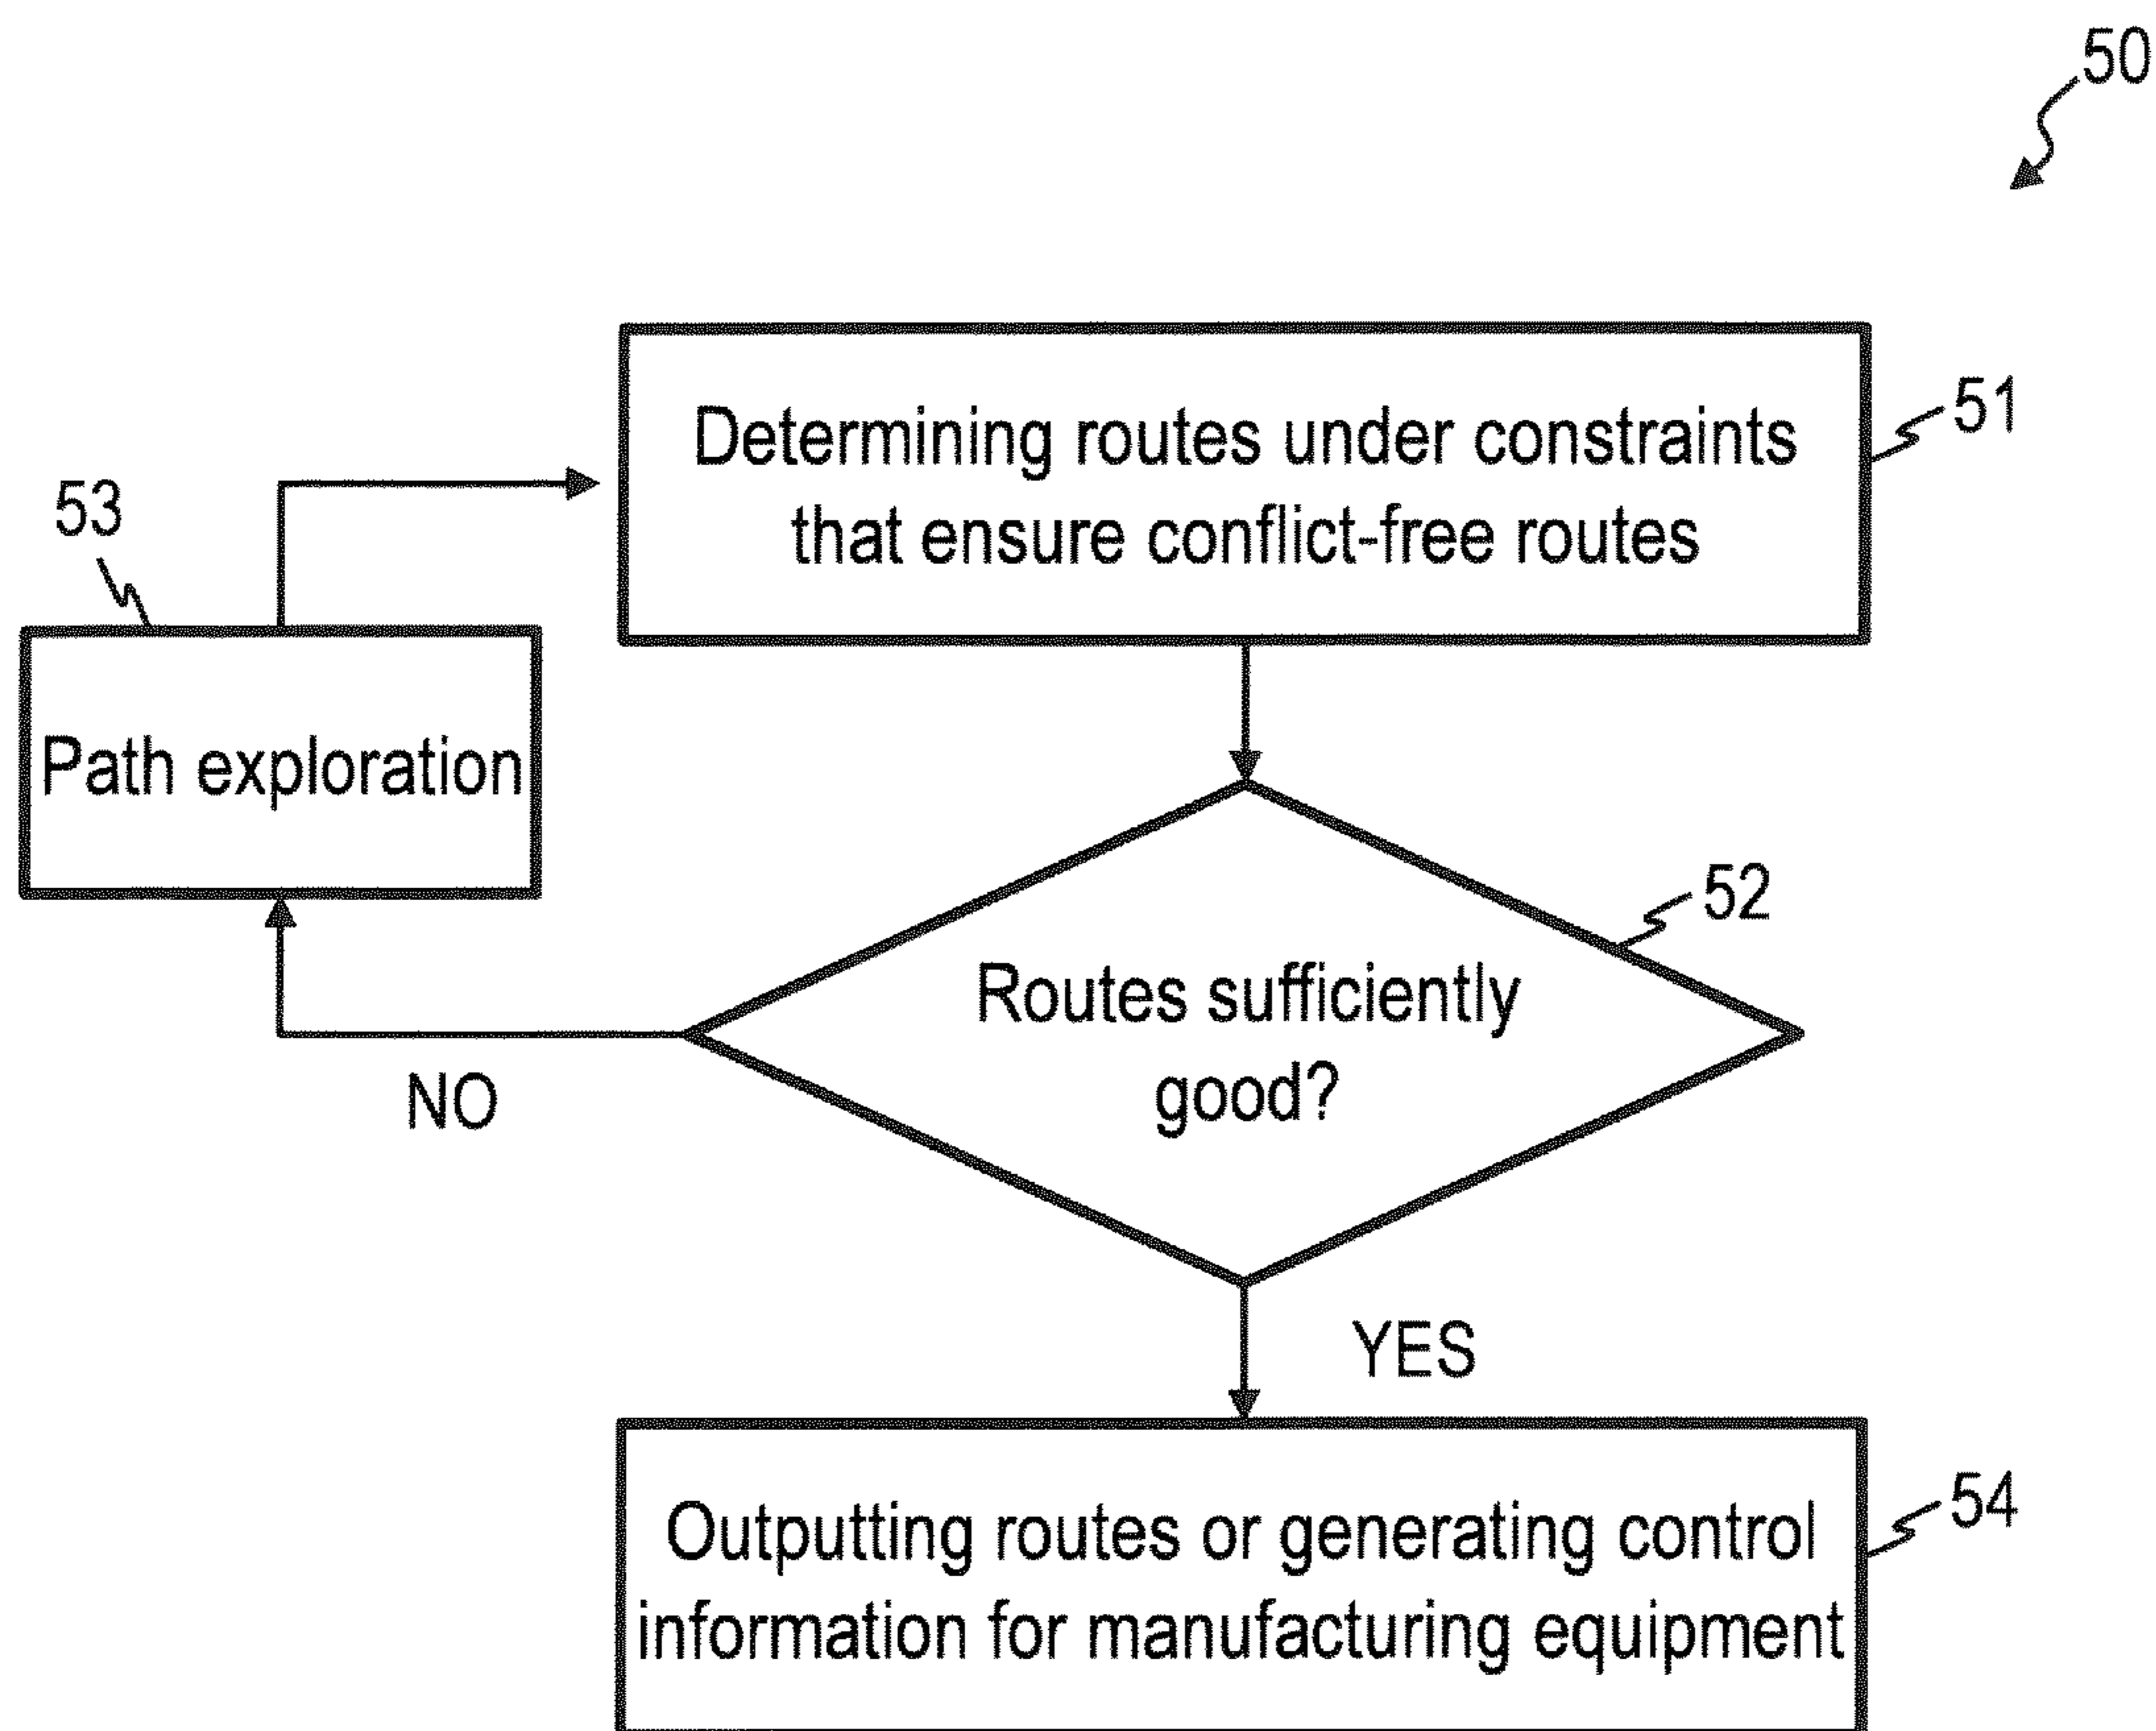 50
Determining routes under constraints
that ensure conflict-free routes
51
53
Path exploration
52
Routes sufficiently
good?
NO
YES
Outputting routes or generating control
information for manufacturing equipment
54